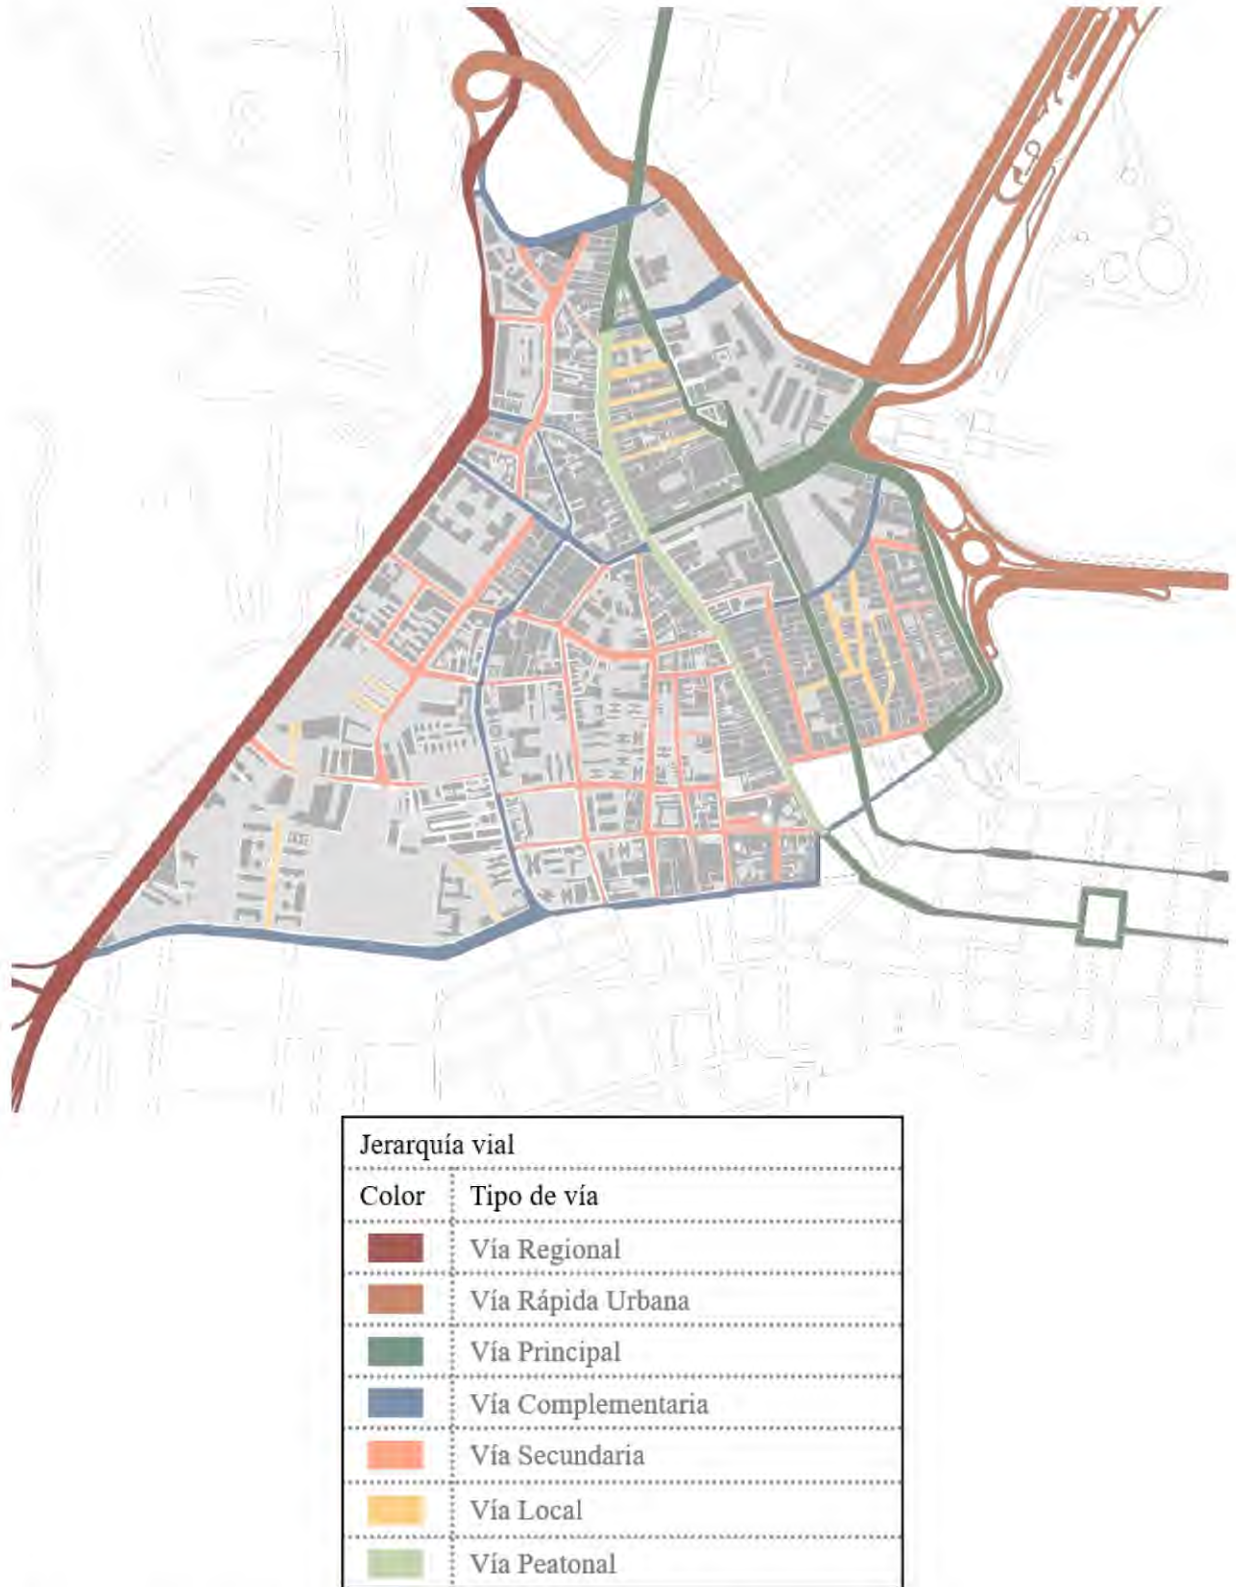 Jerarquía vial
Color Tipo de vía
Vía Regional
Vía Rápida Urbana
Vía Principal
Vía Complementaria
Vía Secundaria
Vía Local
Vía Peatonal